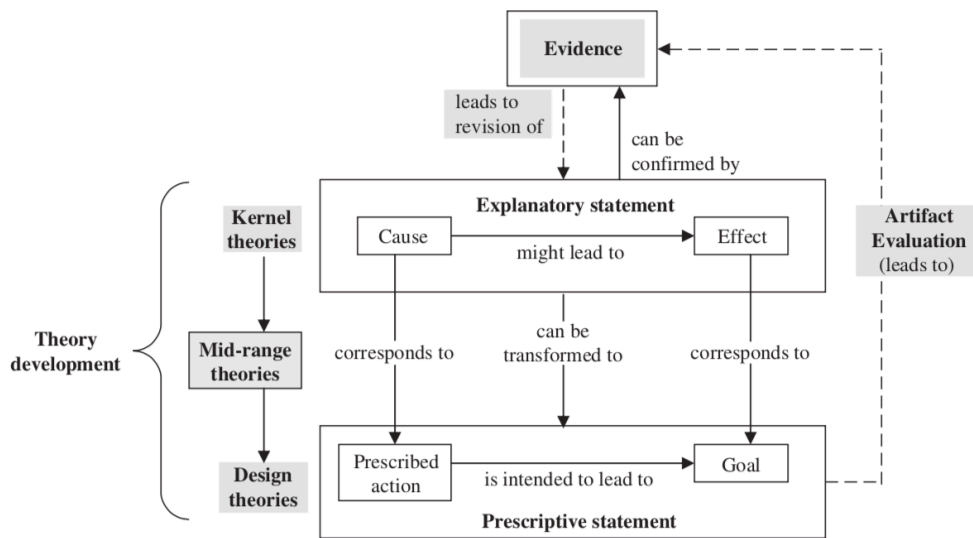 Evidence
leads to
revision of
can be
confirmed by
Explanatory statement
Kernel
theories
Cause
might lead to
Effect
Artifact
Evaluation
(leads to)
Theory
development
Mid-range
theories
corresponds to
can be
transformed to
corresponds to
Design
theories
Prescribed
action
is intended to lead to
Goal
Prescriptive statement